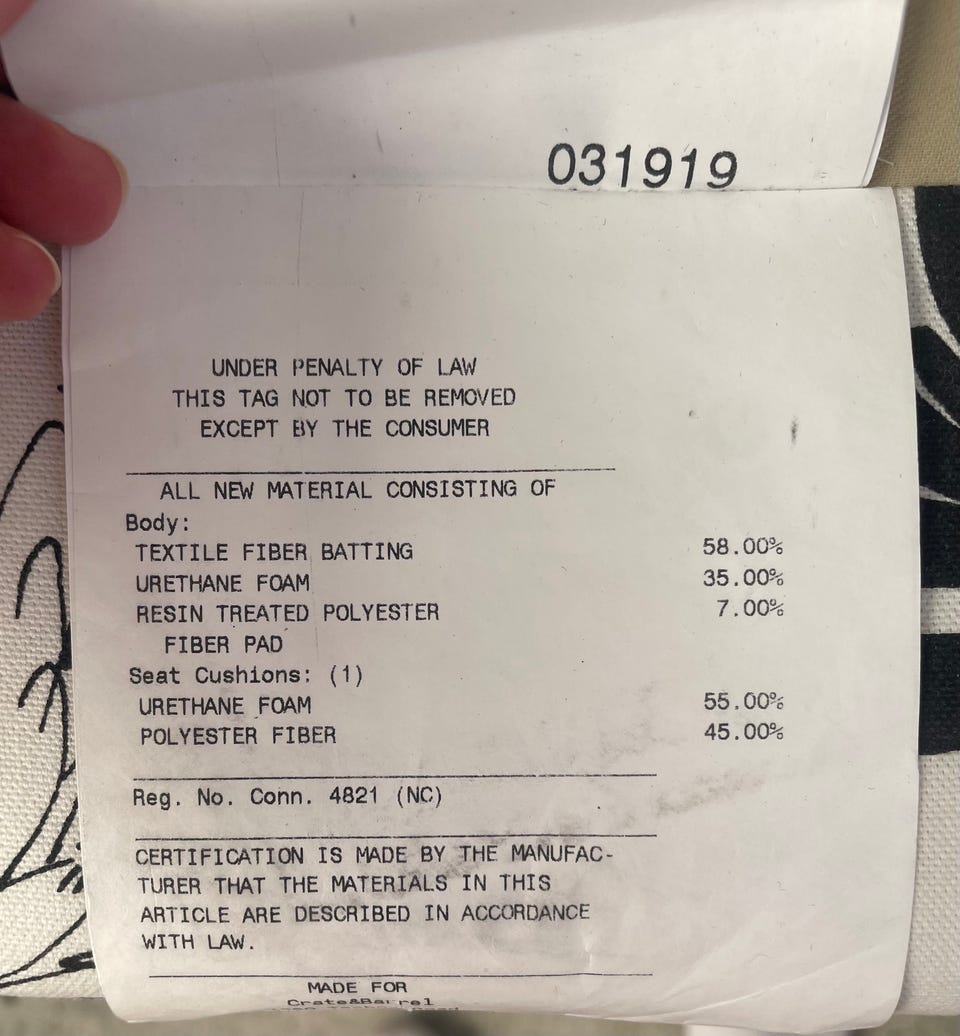 031919
UNDER PENALTY OF LAW
THIS TAG NOT TO BE REMOVED
EXCEPT BY THE CONSUMER
ALL NEW MATERIAL CONSISTING OF
Body:
TEXTILE FIBER BATTING 58.00%
URETHANE FOAM 35.00%
RESIN TREATED POLYESTER 7.00%
FIBER PAD
Seat Cushions: (1)
URETHANE FOAM 55.00%
POLYESTER FIBER 45.00%
Reg. No. Conn. 4821 (NC)
CERTIFICATION IS MADE BY THE MANUFAC-
TURER THAT THE MATERIALS IN THIS
ARTICLE ARE DESCRIBED IN ACCORDANCE
WITH LAW.
MADE FOR
Crate&Barrel